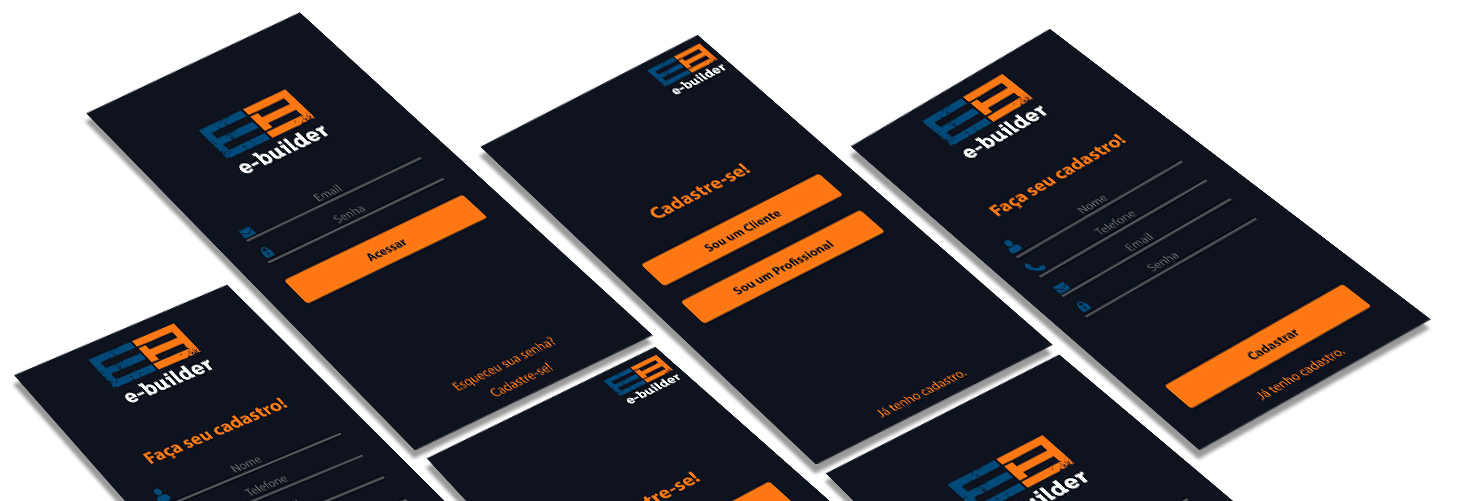 e-builder
Email
Senha
Acessar
Esqueceu sua senha?
Cadastre-se!
e-builder
Cadastre-se!
Sou um Cliente
Sou um Profissional
Já tenho cadastro.
e-builder
Faça seu cadastro!
Nome
Telefone
Email
Senha
Cadastrar
Já tenho cadastro.
e-builder
Faça seu cadastro!
Nome
Telefone
e-builder
tre-se!
builder